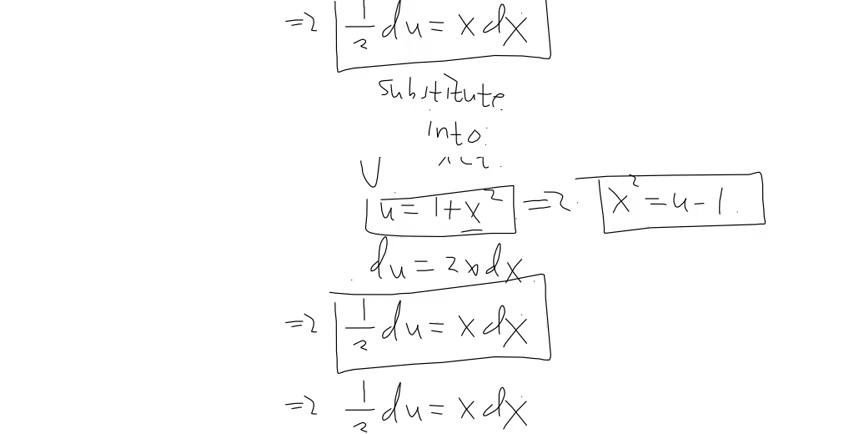 => 1/2 du = x dx
substitute
into
u = 1 + x² => x² = u - 1
du = 2x dx
=> 1/2 du = x dx
=> 1/2 du = x dx